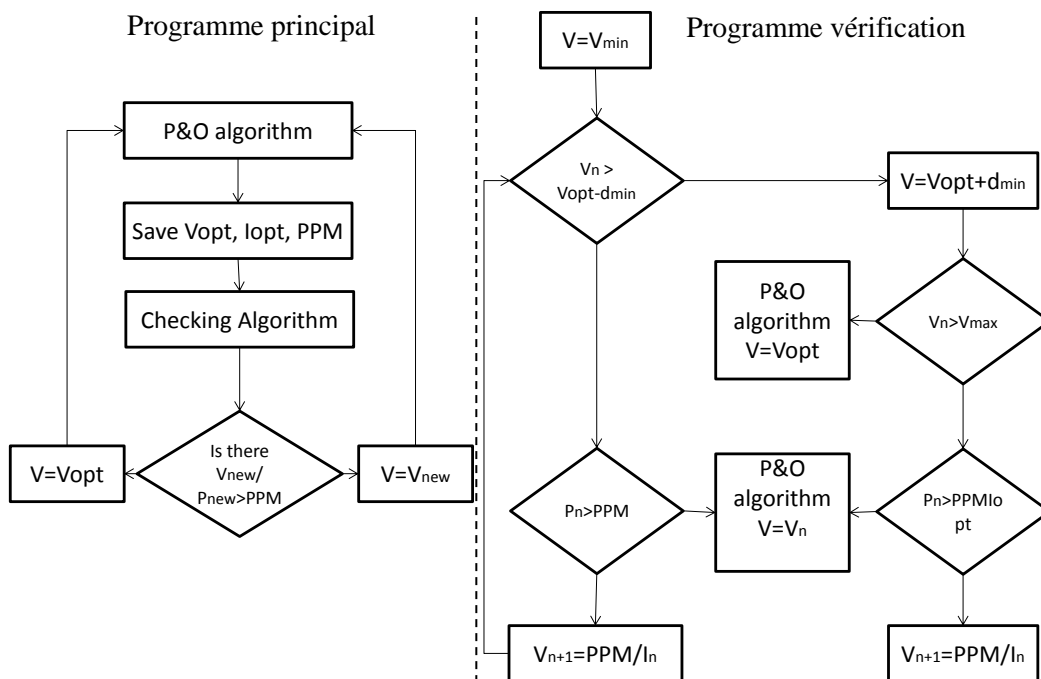 Programme principal
P&O algorithm
Save Vopt, Iopt, PPM
Checking Algorithm
Is there
Vnew/
Pnew>PPM
V=Vopt
V=Vnew
Programme vérification
V=Vmin
Vn >
Vopt-dmin
V=Vopt+dmin
P&O
algorithm
V=Vopt
Vn>Vmax
Pn>PPM
P&O
algorithm
V=Vn
Pn>PPMIo
pt
Vn+1=PPM/In
Vn+1=PPM/In